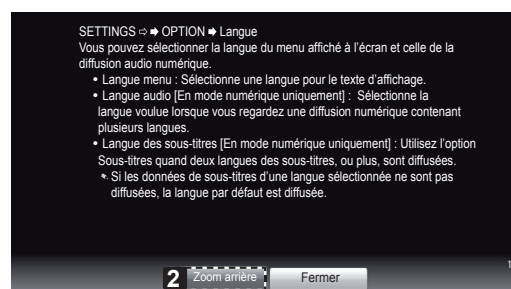 SETTINGS ⇨ ➡ OPTION ➡ Langue
Vous pouvez sélectionner la langue du menu affiché à l'écran et celle de la
diffusion audio numérique.
• Langue menu : Sélectionne une langue pour le texte d'affichage.
• Langue audio [En mode numérique uniquement] : Sélectionne la
langue voulue lorsque vous regardez une diffusion numérique contenant
plusieurs langues.
• Langue des sous-titres [En mode numérique uniquement] : Utilisez l'option
Sous-titres quand deux langues des sous-titres, ou plus, sont diffusées.
Si les données de sous-titres d'une langue sélectionnée ne sont pas
diffusées, la langue par défaut est diffusée.
1
2 Zoom arrière Fermer